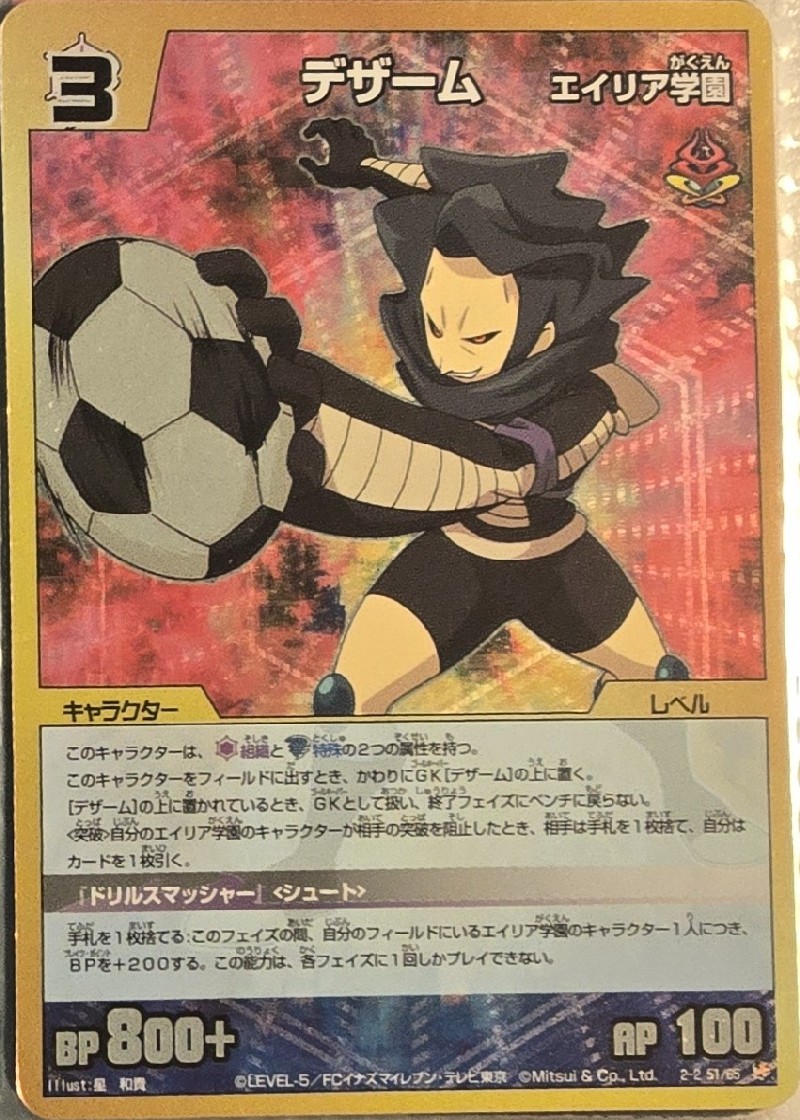 3
デザーム
エイリア学園
キャラクター
レベル
このキャラクターは、組織と特殊の2つの属性を持つ。
このキャラクターをフィールドに出すとき、かわりにGK[デザーム]の上に置く。
[デザーム]の上に置かれているとき、GKとして扱い、終了フェイズにベンチに戻らない。
<突破>自分のエイリア学園のキャラクターが相手の突破を阻止したとき、相手は手札を1枚捨て、自分は
カードを1枚引く。
『ドリルスマッシャー』<シュート>
手札を1枚捨てる:このフェイズの間、自分のフィールドにいるエイリア学園のキャラクター1人につき、
BPを+200する。この能力は、各フェイズに1回しかプレイできない。
BP 800+
AP 100
Illust:星 和貴
©LEVEL-5/FCイナズマイレブン・テレビ東京 ©Mitsui & Co., Ltd.
2-2 51/65